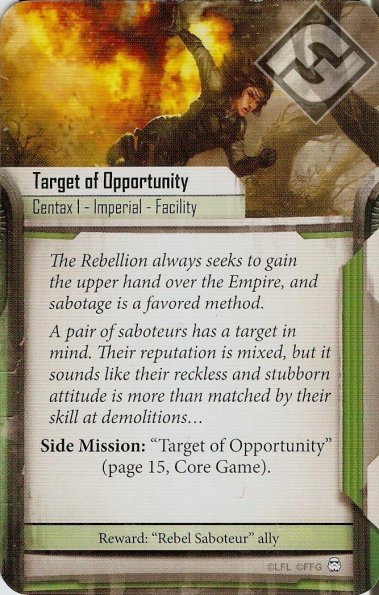 Target of Opportunity
Centax I - Imperial - Facility
The Rebellion always seeks to gain
the upper hand over the Empire, and
sabotage is a favored method.
A pair of saboteurs has a target in
mind. Their reputation is mixed, but it
sounds like their reckless and stubborn
attitude is more than matched by their
skill at demolitions…
Side Mission: “Target of Opportunity”
(page 15, Core Game).
Reward: “Rebel Saboteur” ally
©LFL ©FFG